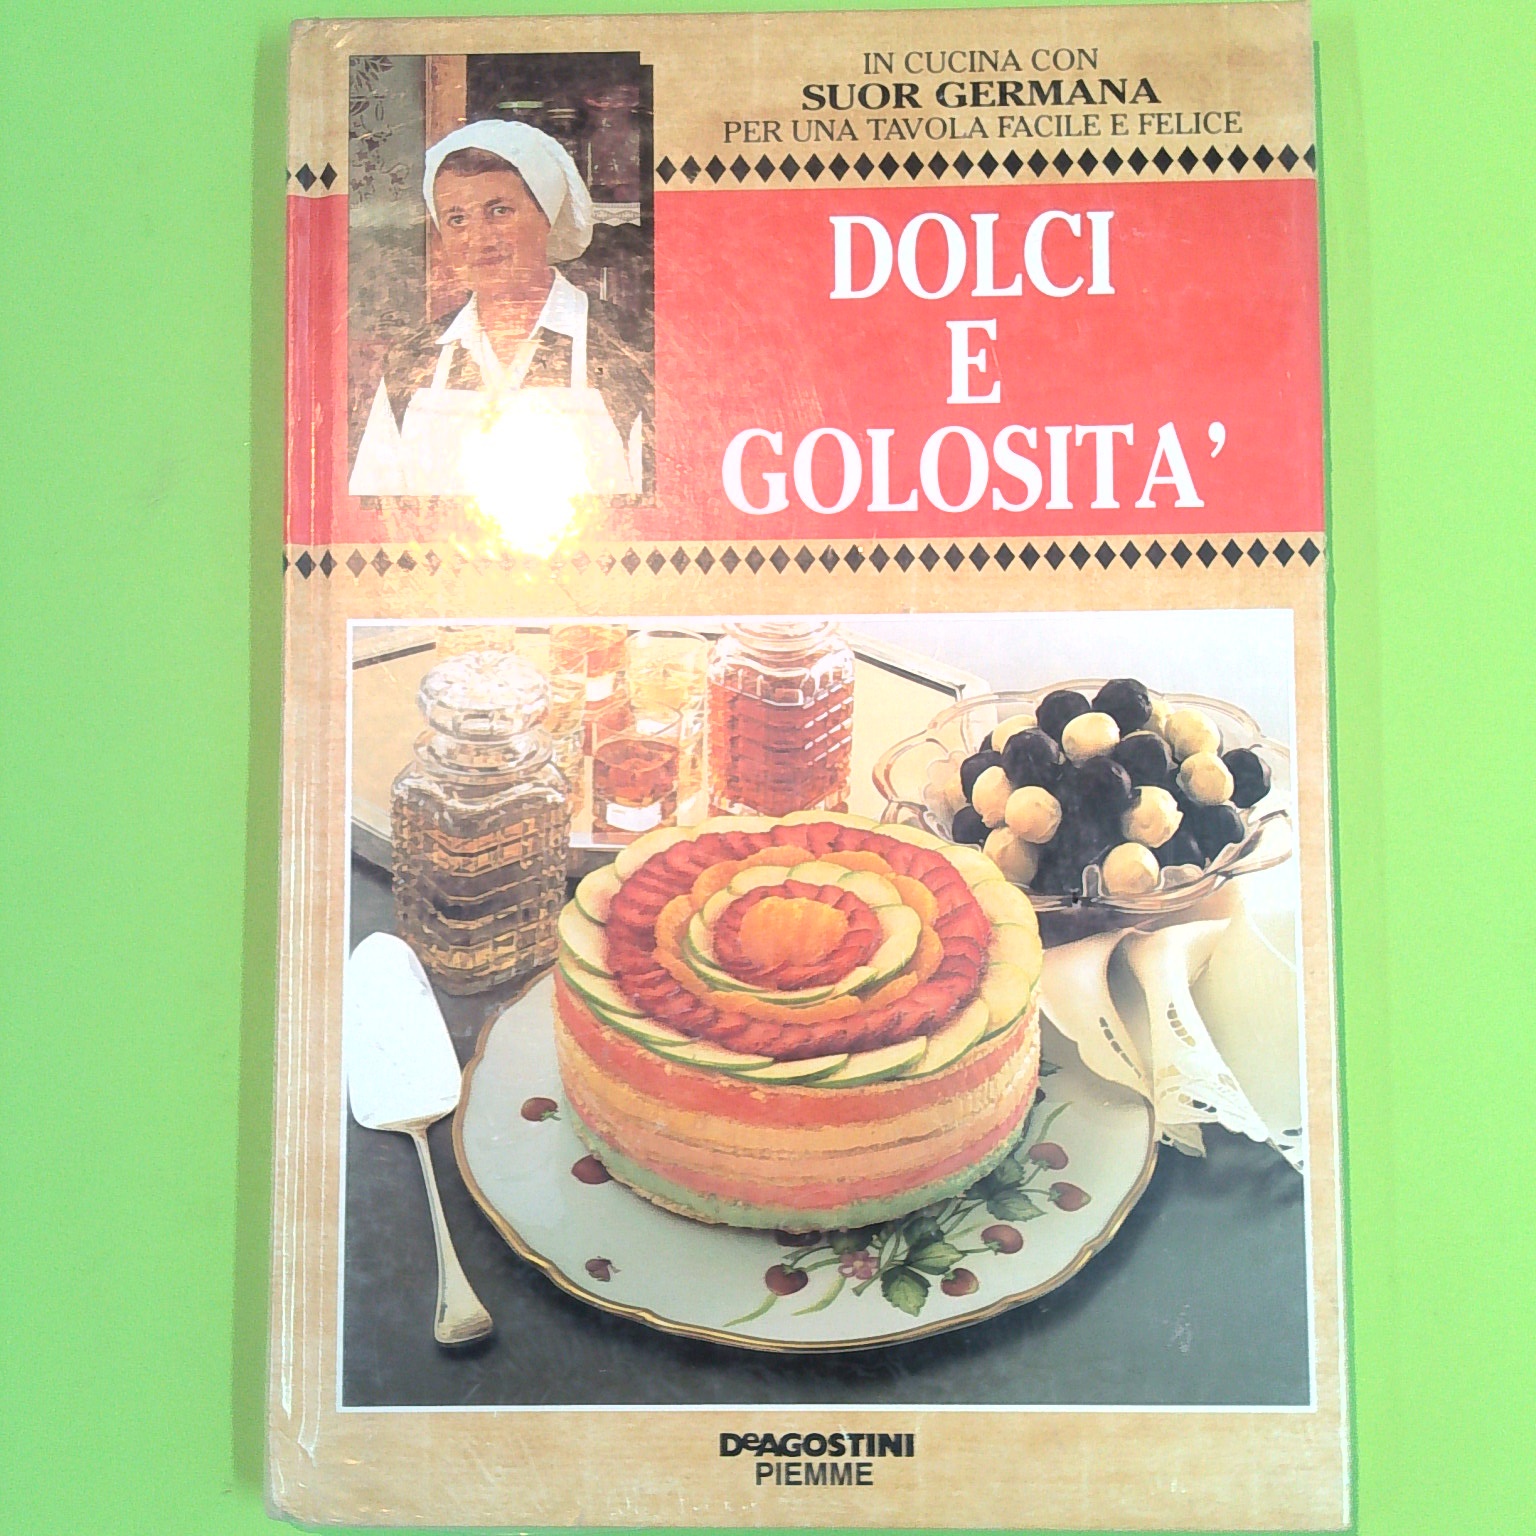 IN CUCINA CON
SUOR GERMANA
PER UNA TAVOLA FACILE E FELICE
DOLCI
E
GOLOSITA'
DeAGOSTINI
PIEMME